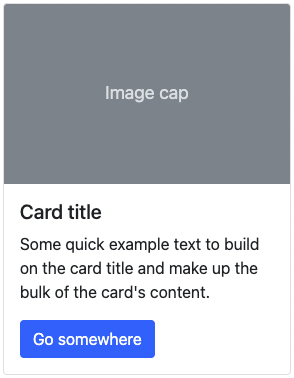 Image cap
Card title
Some quick example text to build
on the card title and make up the
bulk of the card's content.
Go somewhere